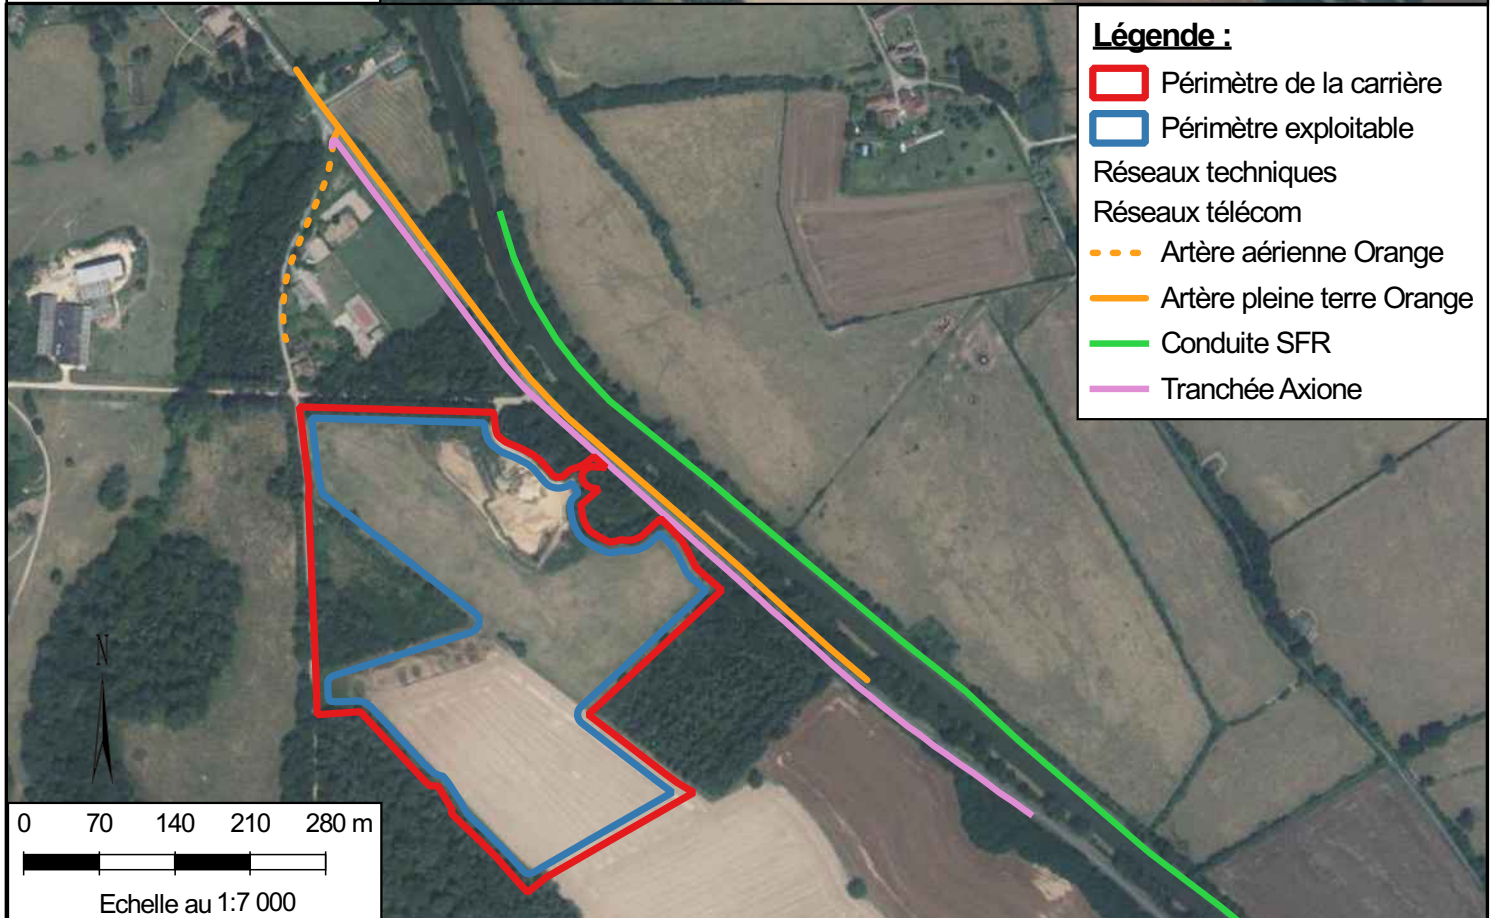 Légende :
Périmètre de la carrière
Périmètre exploitable
Réseaux techniques
Réseaux télécom
Artère aérienne Orange
Artère pleine terre Orange
Conduite SFR
Tranchée Axione
N
0 70 140 210 280 m
Echelle au 1:7 000